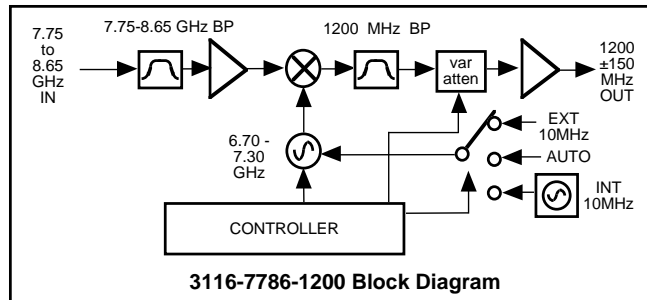 7.75
to
8.65
GHz
IN
7.75-8.65 GHz BP
1200 MHz BP
var
atten
1200
±150
MHz
OUT
6.70 -
7.30
GHz
EXT
10MHz
AUTO
INT
10MHz
CONTROLLER
3116-7786-1200 Block Diagram